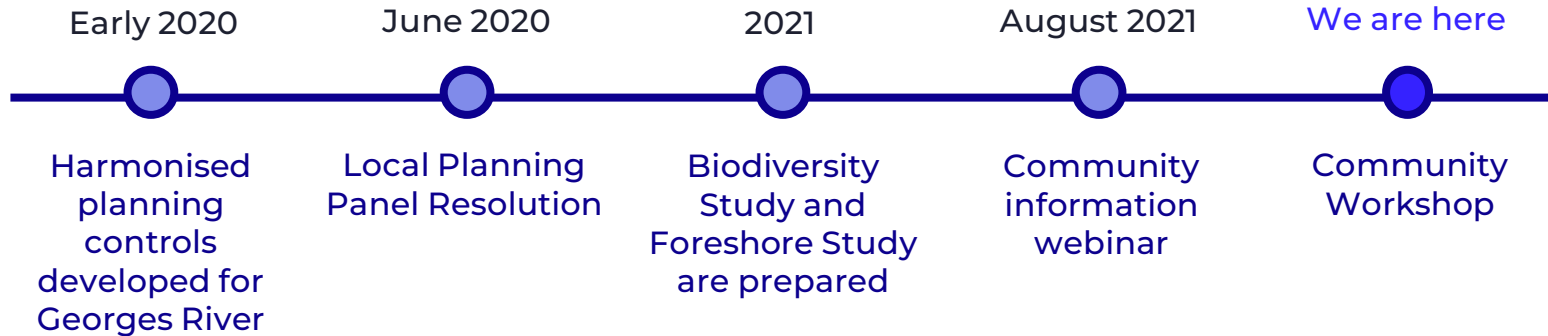 Early 2020
Harmonised
planning
controls
developed for
Georges River
June 2020
Local Planning
Panel Resolution
2021
Biodiversity
Study and
Foreshore Study
are prepared
August 2021
Community
information
webinar
We are here
Community
Workshop